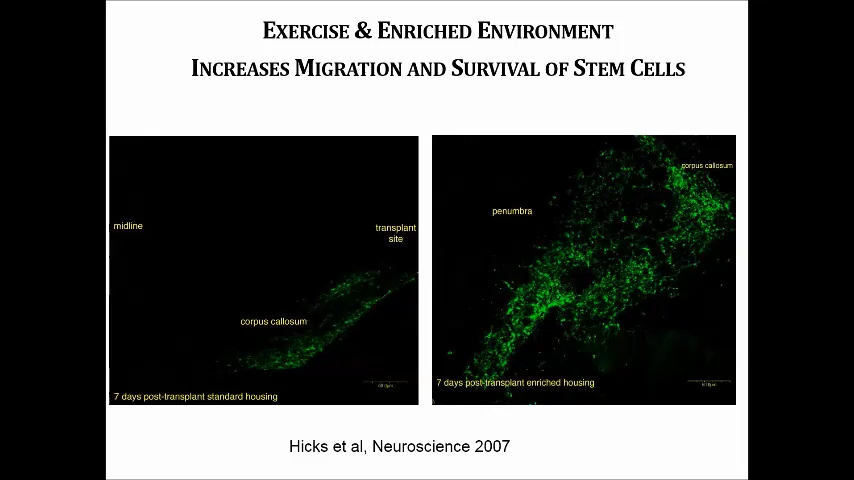 EXERCISE & ENRICHED ENVIRONMENT
INCREASES MIGRATION AND SURVIVAL OF STEM CELLS
midline
transplant
site
corpus callosum
7 days post-transplant standard housing
corpus callosum
penumbra
7 days post-transplant enriched housing
Hicks et al, Neuroscience 2007